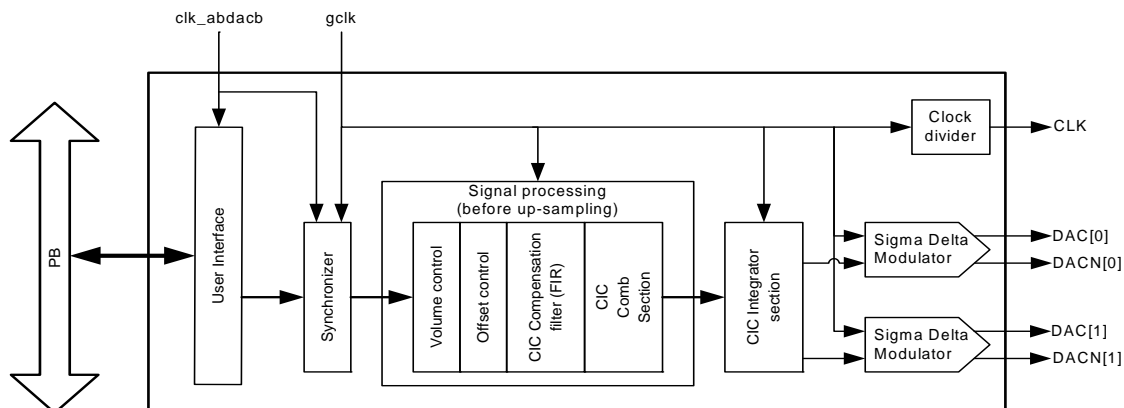 clk_abdacb
gclk
Clock
divider
CLK
PB
User Interface
Synchronizer
Signal processing
(before up-sampling)
Volume control
Offset control
CIC Compensation
filter (FIR)
CIC
Comb
Section
CIC Integrator
section
Sigma Delta
Modulator
DAC[0]
DACN[0]
Sigma Delta
Modulator
DAC[1]
DACN[1]